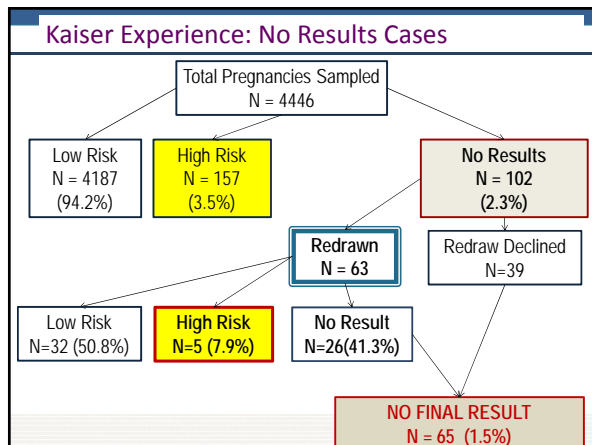 Kaiser Experience: No Results Cases
Total Pregnancies Sampled
N = 4446
Low Risk
N = 4187
(94.2%)
High Risk
N = 157
(3.5%)
No Results
N = 102
(2.3%)
Redrawn
N = 63
Redraw Declined
N=39
Low Risk
N=32 (50.8%)
High Risk
N=5 (7.9%)
No Result
N=26(41.3%)
NO FINAL RESULT
N = 65 (1.5%)